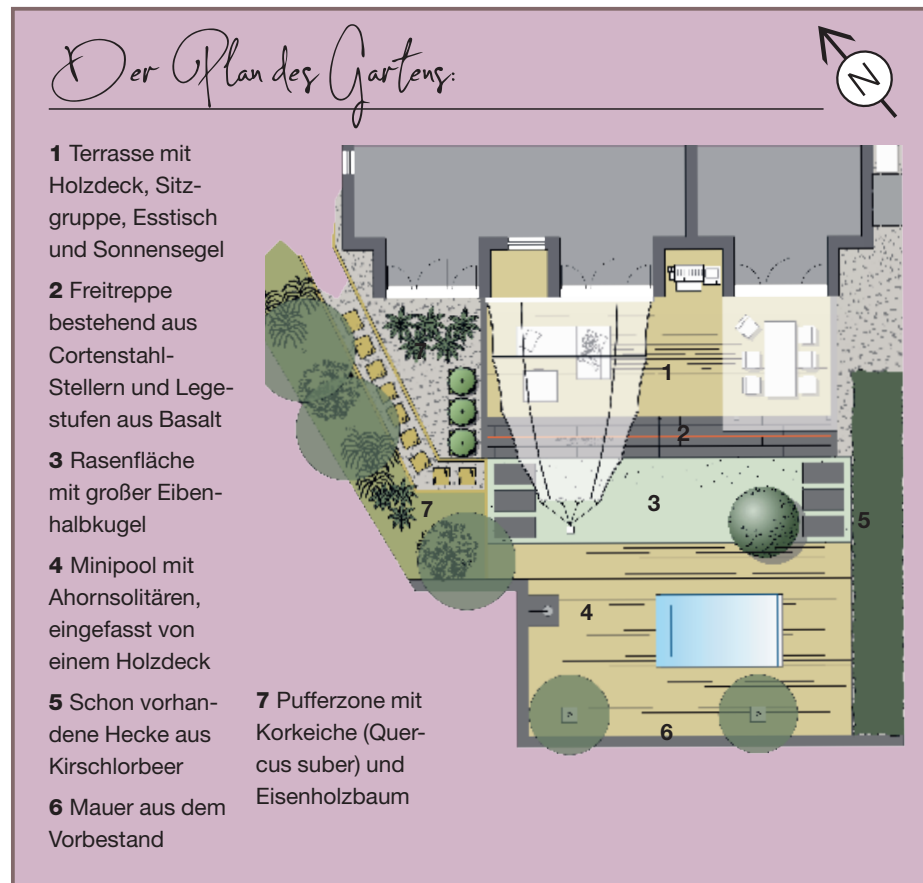 Der Plan des Gartens:
N
1 Terrasse mit
Holzdeck, Sitz-
gruppe, Esstisch
und Sonnensegel
2 Freitreppe
bestehend aus
Cortenstahl-
Stellern und Lege-
stufen aus Basalt
3 Rasenfläche
mit großer Eiben-
halbkugel
4 Minipool mit
Ahornsolitären,
eingefasst von
einem Holzdeck
5 Schon vorhan-
dene Hecke aus
Kirschlorbeer
6 Mauer aus dem
Vorbestand
7 Pufferzone mit
Korkeiche (Quer-
cus suber) und
Eisenholzbaum
1
2
3
7
5
4
6